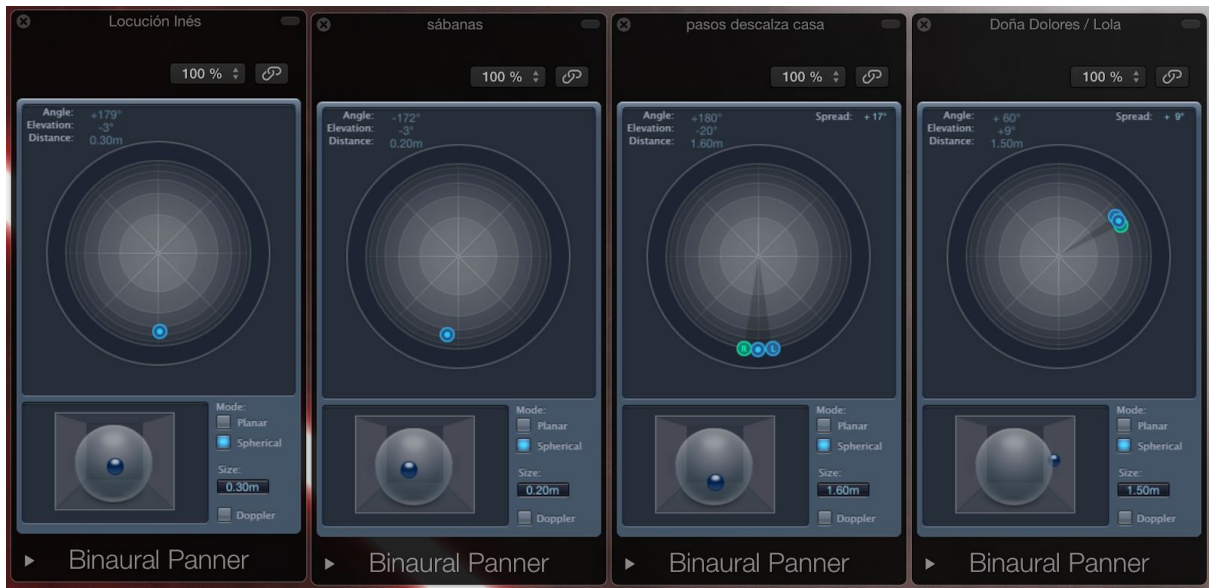 Locución Inés
100 %
Angle: +179°
Elevation: -3°
Distance: 0.30m
Mode:
Planar
Spherical
Size:
0.30m
Doppler
Binaural Panner
sábanas
100 %
Angle: -172°
Elevation: -3°
Distance: 0.20m
Mode:
Planar
Spherical
Size:
0.20m
Doppler
Binaural Panner
pasos descalza casa
100 %
Angle: +180° Spread: +17°
Elevation: -20°
Distance: 1.60m
R L
Mode:
Planar
Spherical
Size:
1.60m
Doppler
Binaural Panner
Doña Dolores / Lola
100 %
Angle: + 60° Spread: + 9°
Elevation: +9°
Distance: 1.50m
Mode:
Planar
Spherical
Size:
1.50m
Doppler
Binaural Panner